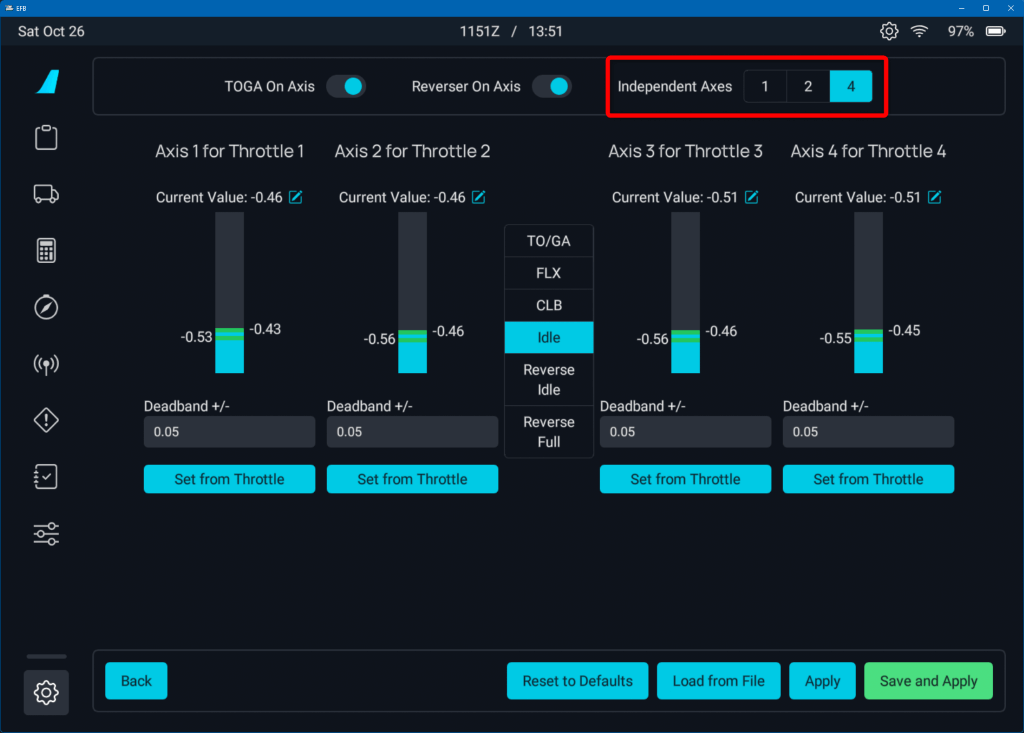 EFB
Sat Oct 26
1151Z / 13:51
97%
TOGA On Axis
Reverser On Axis
Independent Axes
1
2
4
Axis 1 for Throttle 1
Axis 2 for Throttle 2
Axis 3 for Throttle 3
Axis 4 for Throttle 4
Current Value: -0.46
Current Value: -0.46
Current Value: -0.51
Current Value: -0.51
TO/GA
FLX
CLB
Idle
Reverse
Idle
Reverse
Full
-0.53
-0.43
-0.56
-0.46
-0.56
-0.46
-0.55
-0.45
Deadband +/-
Deadband +/-
Deadband +/-
Deadband +/-
0.05
0.05
0.05
0.05
Set from Throttle
Set from Throttle
Set from Throttle
Set from Throttle
Back
Reset to Defaults
Load from File
Apply
Save and Apply